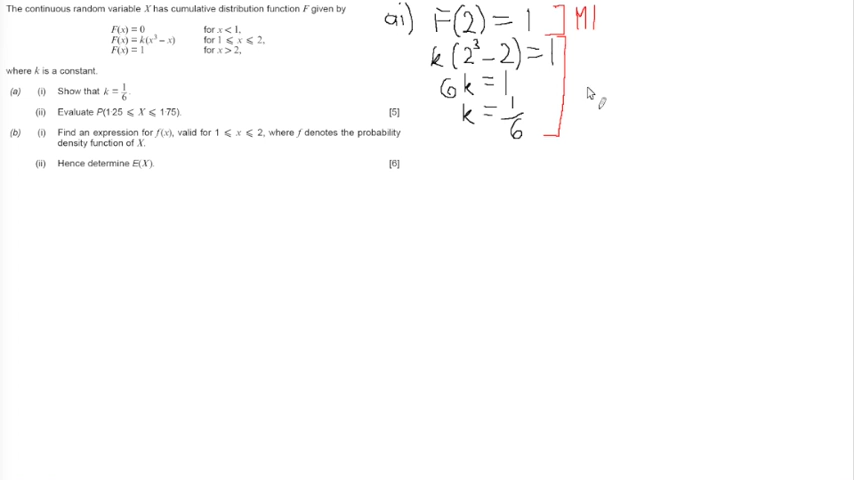 The continuous random variable X has cumulative distribution function F given by
F(x) = 0 for x < 1,
F(x) = k(x³ – x) for 1 ⩽ x ⩽ 2,
F(x) = 1 for x > 2,
where k is a constant.
(a) (i) Show that k = 1/6.
(ii) Evaluate P(1·25 ⩽ X ⩽ 1·75). [5]
(b) (i) Find an expression for f(x), valid for 1 ⩽ x ⩽ 2, where f denotes the probability
density function of X.
(ii) Hence determine E(X). [6]
ai) F(2) = 1 ] M1
k(2³ – 2) = 1
6k = 1
k = 1/6